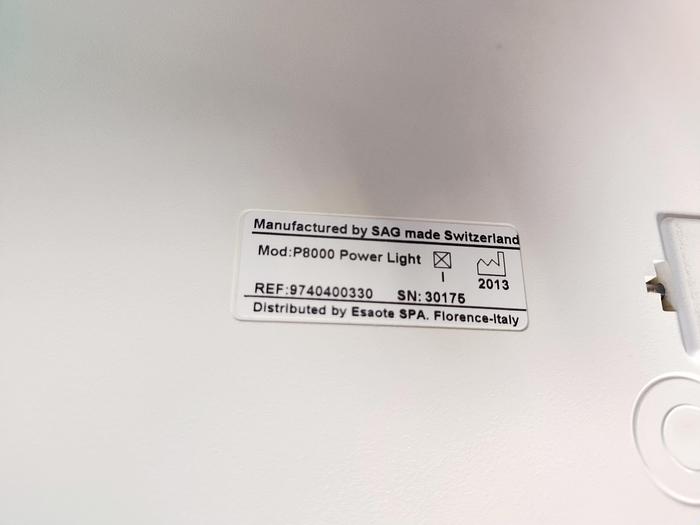 Manufactured by SAG made Switzerland
Mod:P8000 Power Light
I
2013
REF:9740400330 SN: 30175
Distributed by Esaote SPA. Florence-Italy